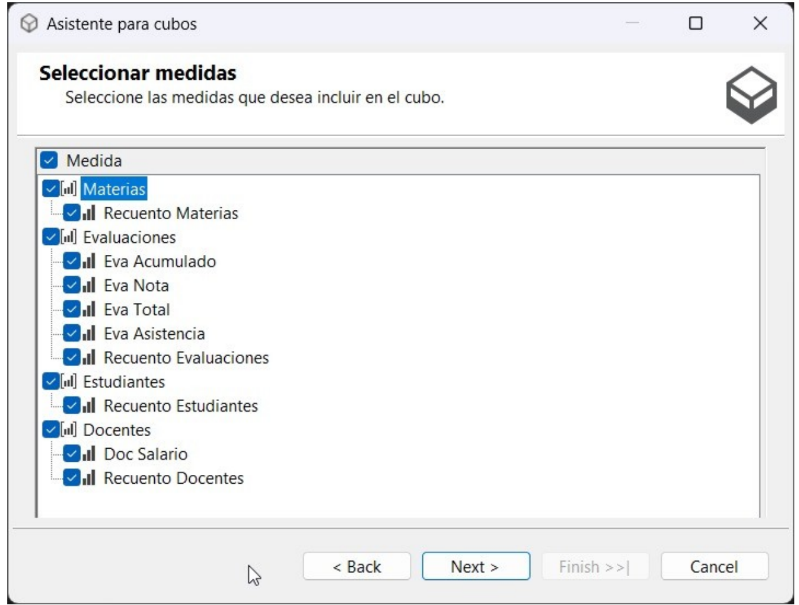 Asistente para cubos
Seleccionar medidas
Seleccione las medidas que desea incluir en el cubo.
Medida
Materias
Recuento Materias
Evaluaciones
Eva Acumulado
Eva Nota
Eva Total
Eva Asistencia
Recuento Evaluaciones
Estudiantes
Recuento Estudiantes
Docentes
Doc Salario
Recuento Docentes
< Back Next > Finish >>| Cancel